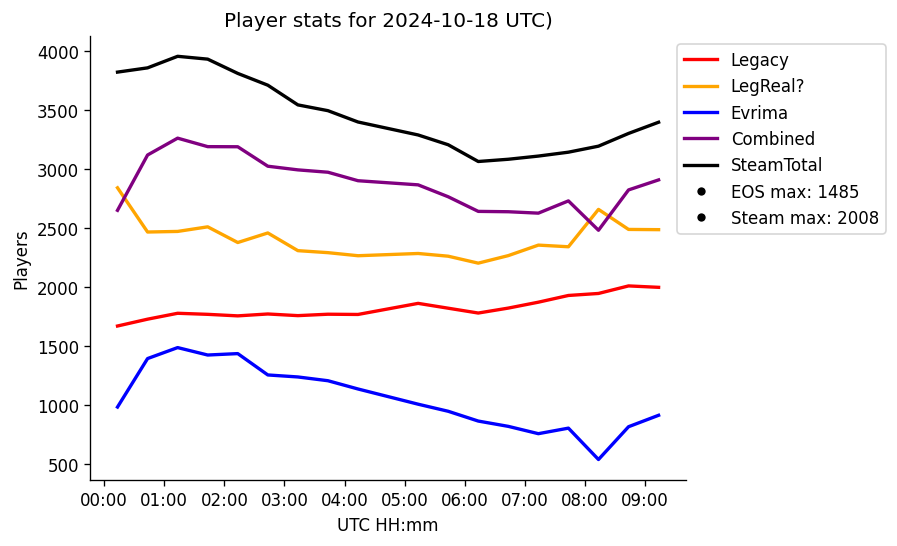 Player stats for 2024-10-18 UTC)
4000
3500
3000
2500
2000
1500
1000
500
Players
00:00 01:00 02:00 03:00 04:00 05:00 06:00 07:00 08:00 09:00
UTC HH:mm
Legacy
LegReal?
Evrima
Combined
SteamTotal
EOS max: 1485
Steam max: 2008